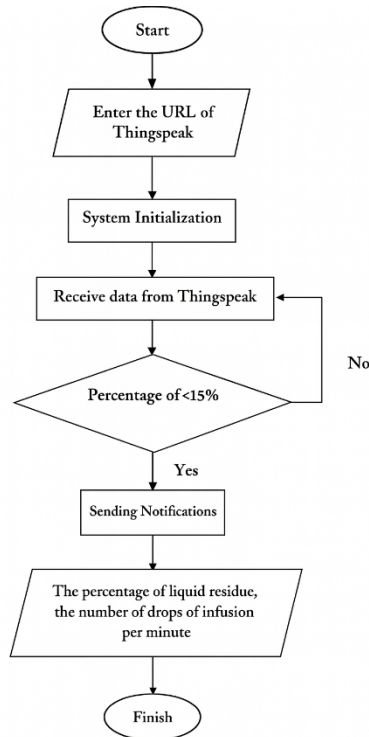 Start
Enter the URL of
Thingspeak
System Initialization
Receive data from Thingspeak
No
Percentage of <15%
Yes
Sending Notifications
The percentage of liquid residue,
the number of drops of infusion
per minute
Finish